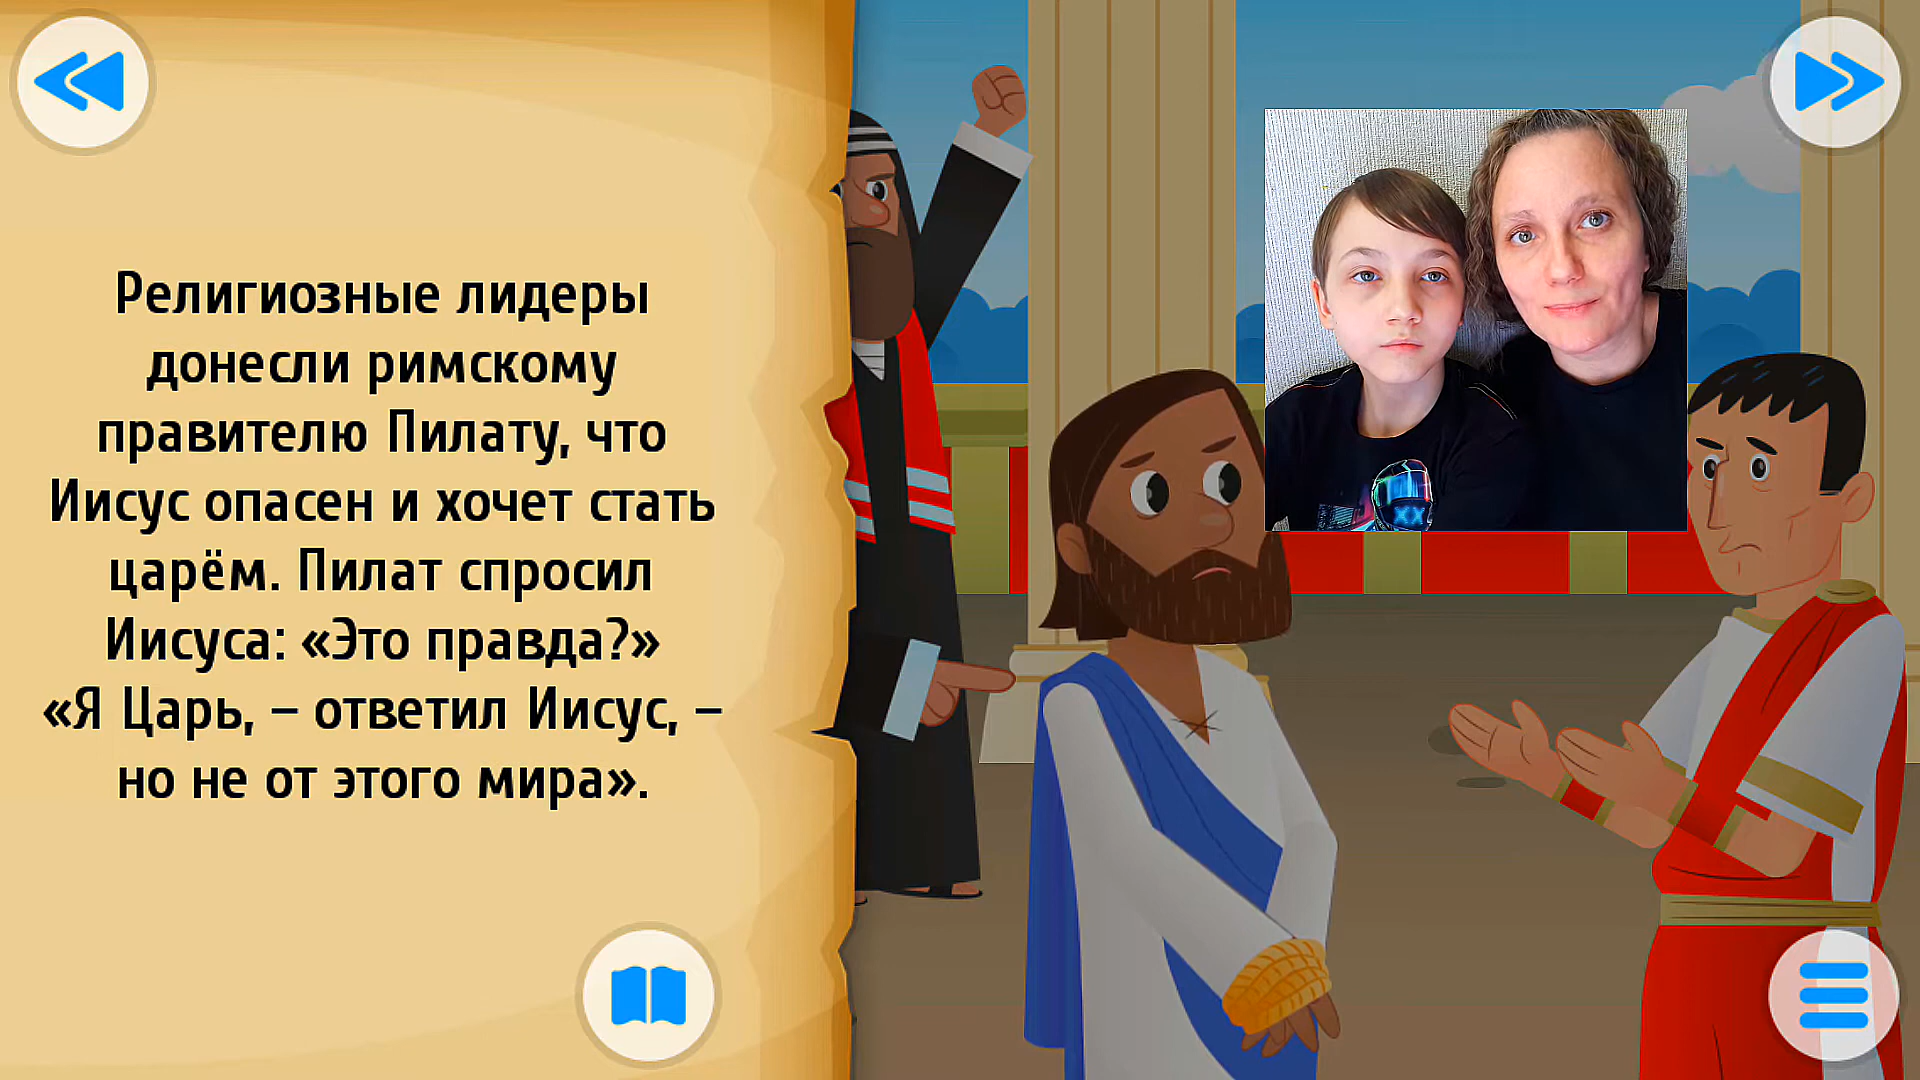 Религиозные лидеры
донесли римскому
правителю Пилату, что
Иисус опасен и хочет стать
царём. Пилат спросил
Иисуса: «Это правда?»
«Я Царь, – ответил Иисус, –
но не от этого мира».
XX